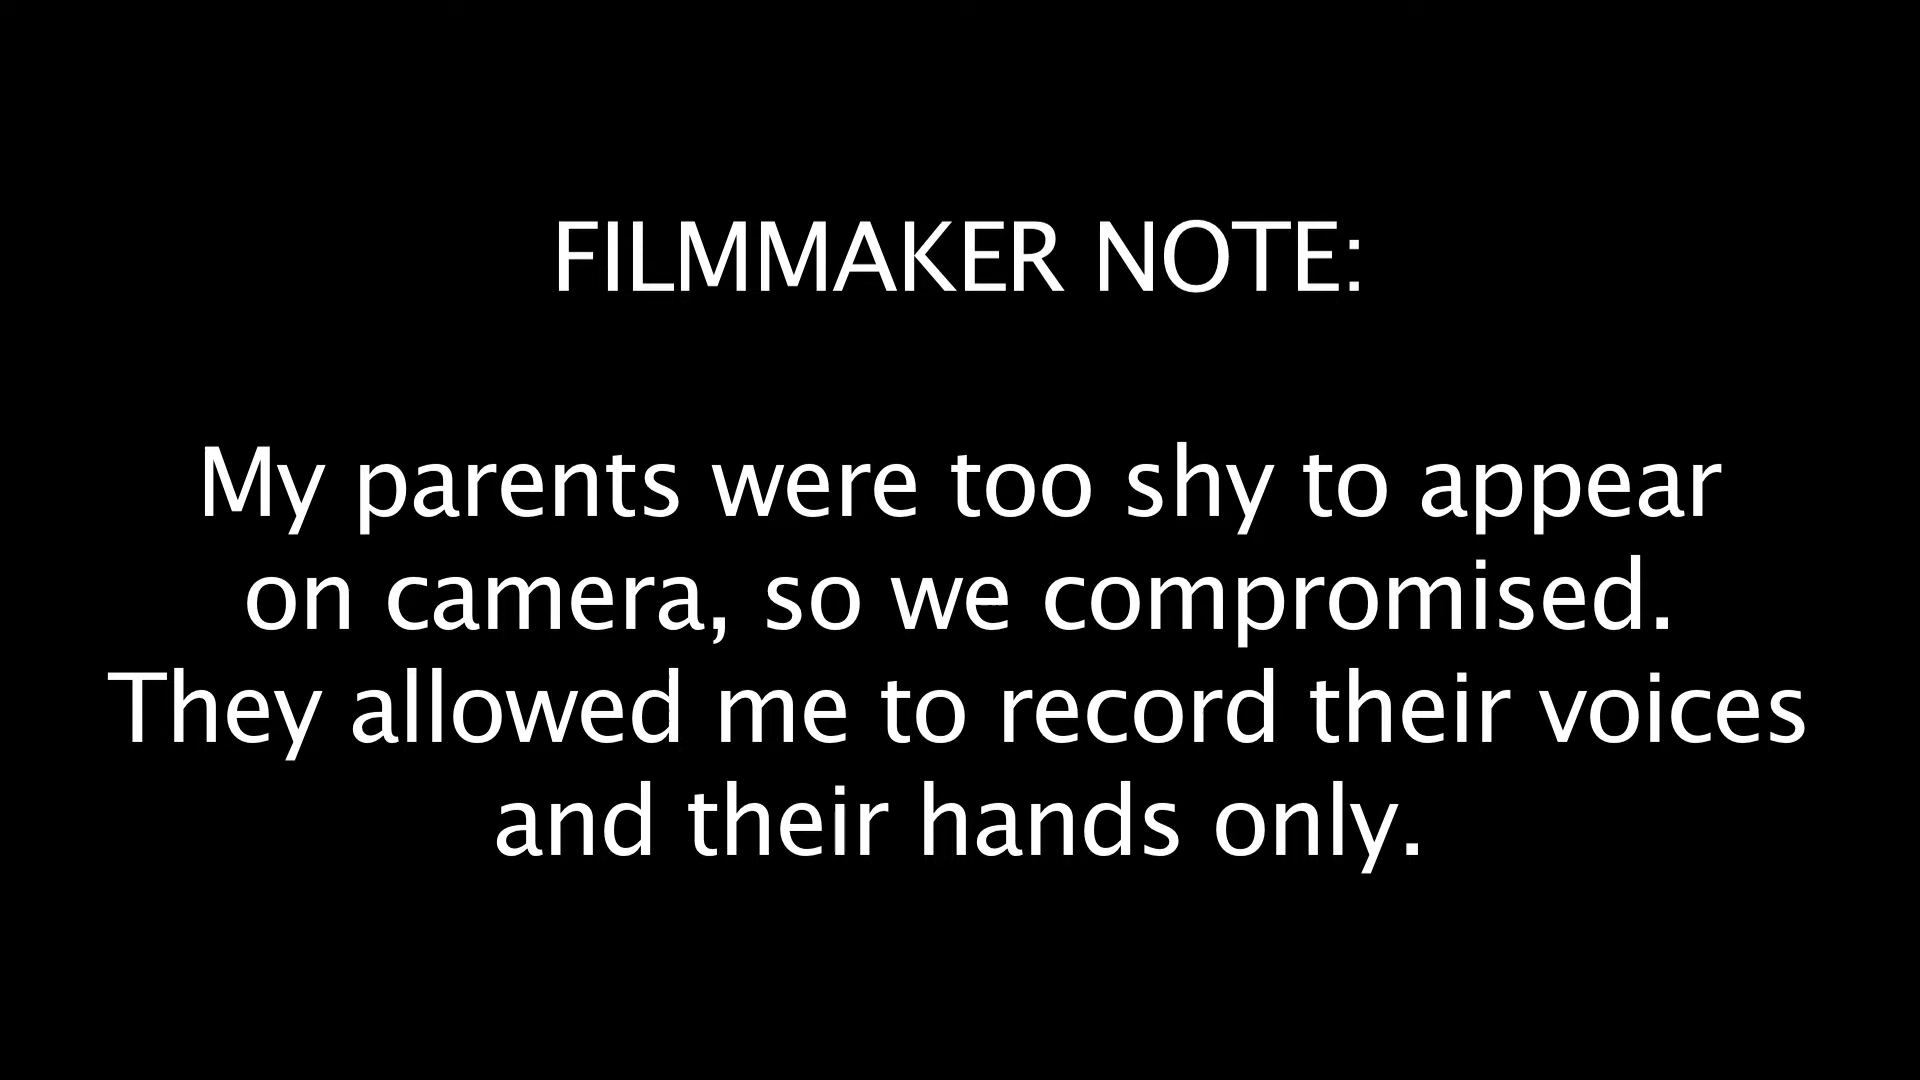 FILMMAKER NOTE:
My parents were too shy to appear
on camera, so we compromised.
They allowed me to record their voices
and their hands only.